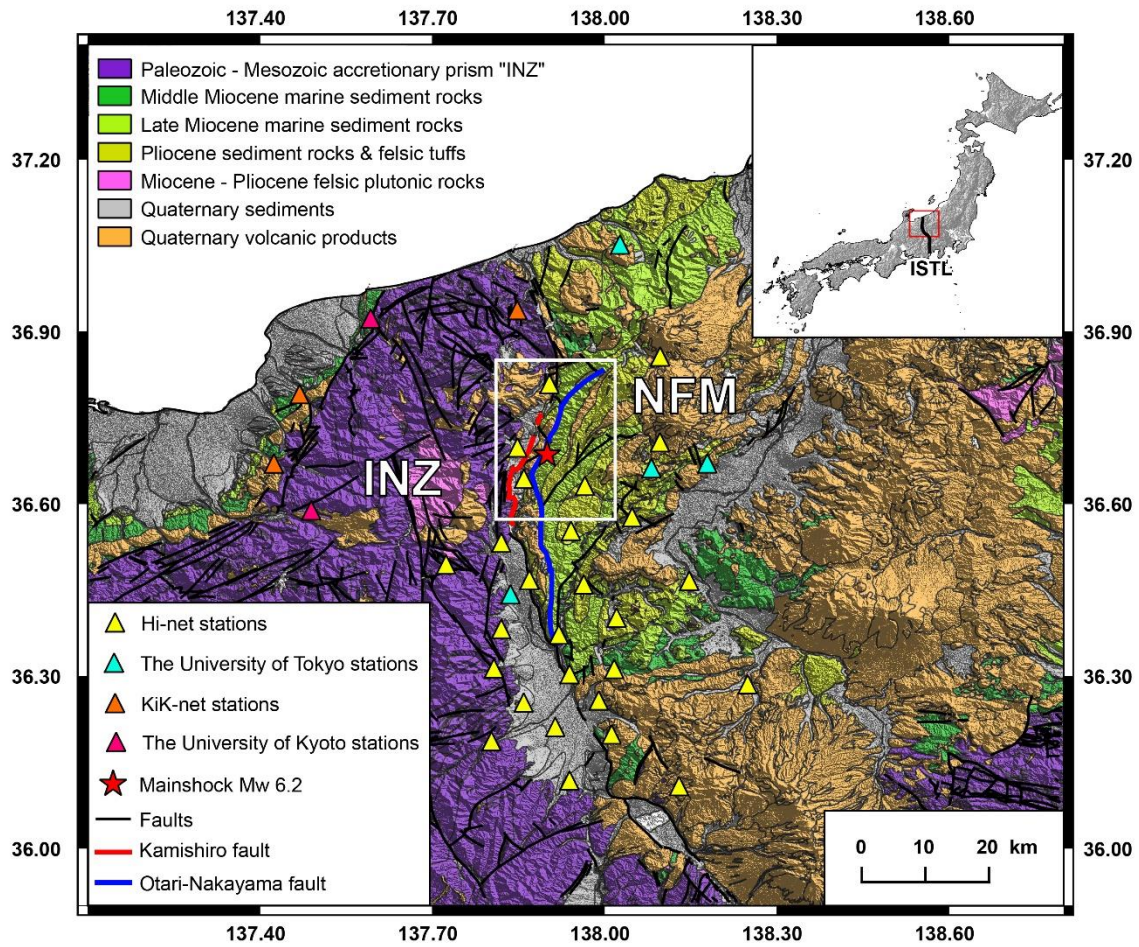 137.40 137.70 138.00 138.30 138.60
Paleozoic - Mesozoic accretionary prism "INZ"
Middle Miocene marine sediment rocks
Late Miocene marine sediment rocks
Pliocene sediment rocks & felsic tuffs
Miocene - Pliocene felsic plutonic rocks
Quaternary sediments
Quaternary volcanic products
ISTL
37.20 37.20
36.90 36.90
NFM
INZ
36.60 36.60
Hi-net stations
The University of Tokyo stations
KiK-net stations
The University of Kyoto stations
Mainshock Mw 6.2
Faults
Kamishiro fault
Otari-Nakayama fault
36.30 36.30
0 10 20 km
36.00 36.00
137.40 137.70 138.00 138.30 138.60